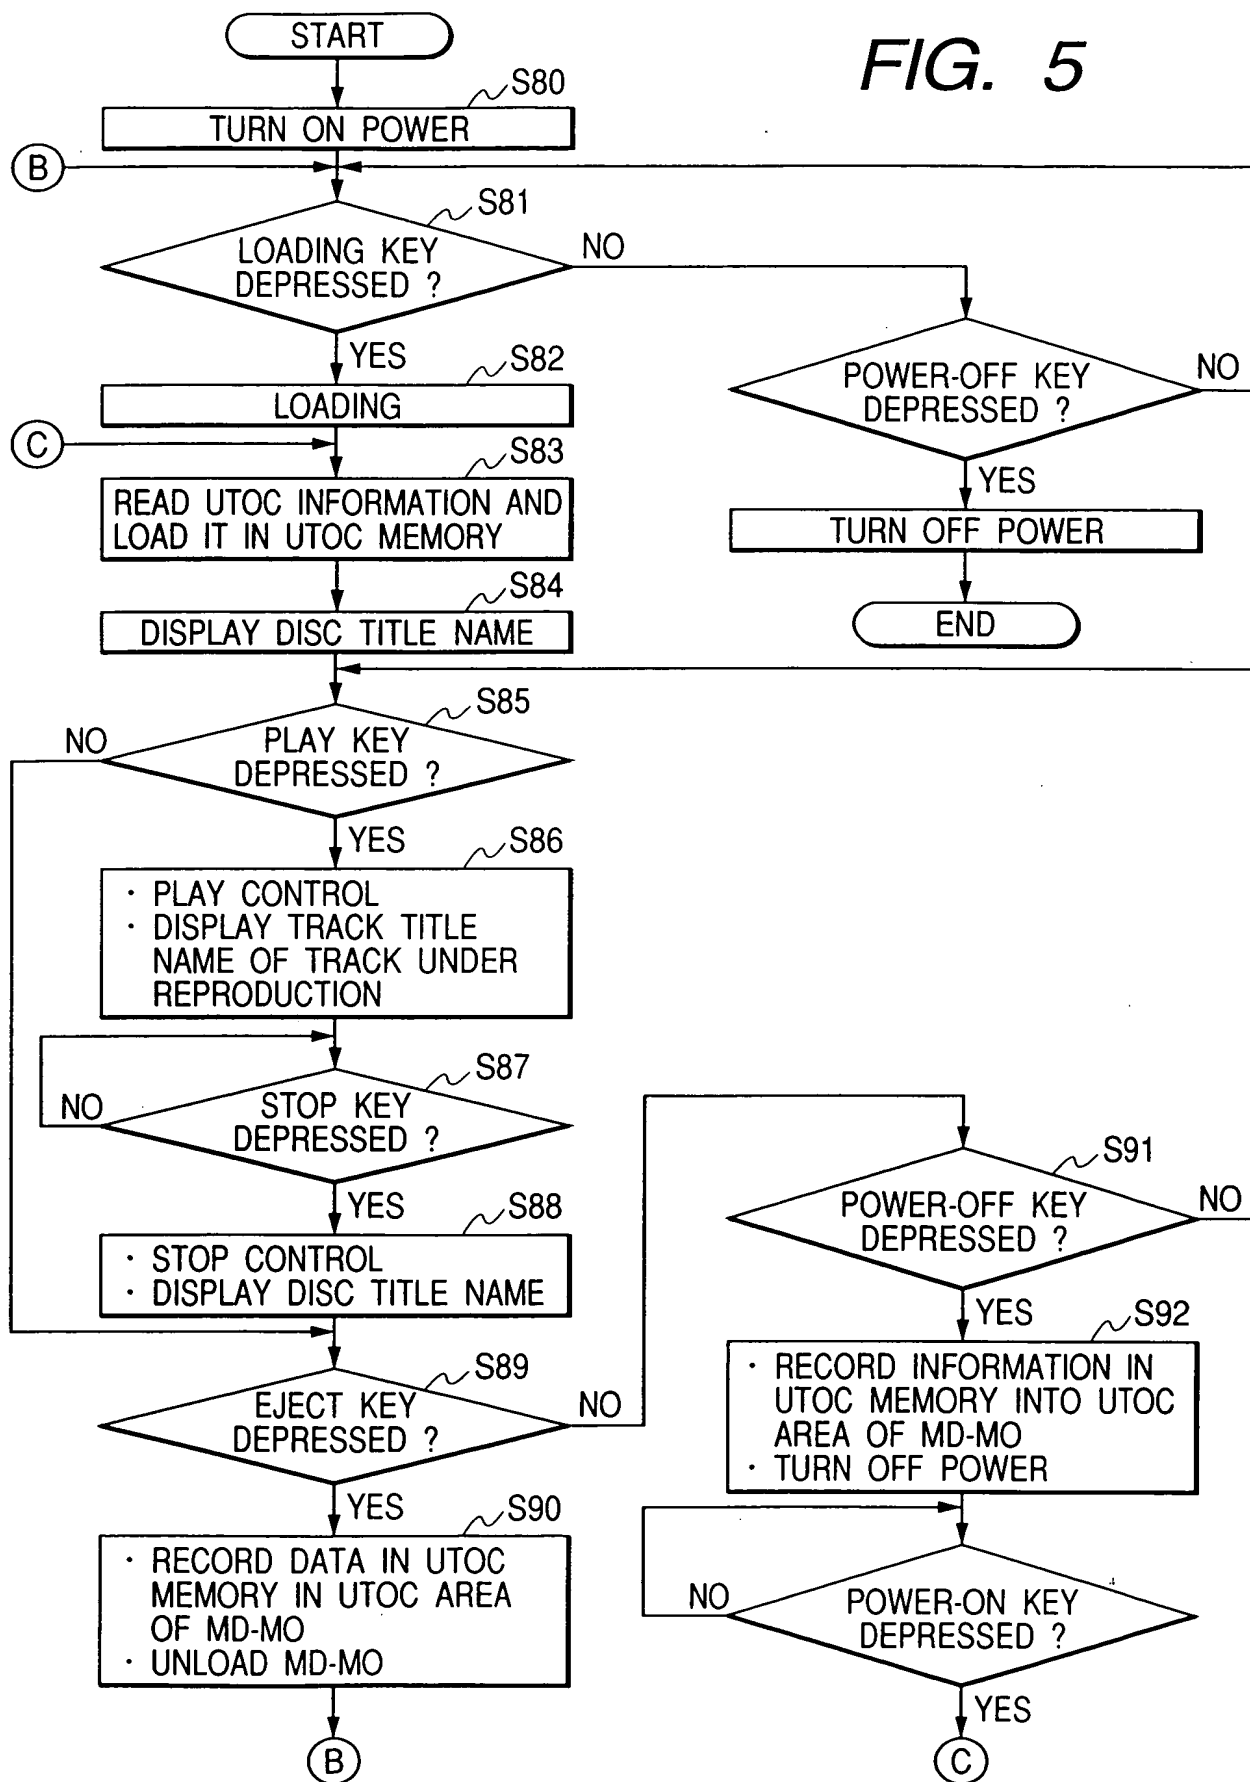 START
FIG. 5
S80
TURN ON POWER
B
S81
LOADING KEY
DEPRESSED ?
NO
YES
S82
LOADING
POWER-OFF KEY
DEPRESSED ?
NO
YES
TURN OFF POWER
END
C
S83
READ UTOC INFORMATION AND
LOAD IT IN UTOC MEMORY
S84
DISPLAY DISC TITLE NAME
S85
NO
PLAY KEY
DEPRESSED ?
YES
S86
· PLAY CONTROL
· DISPLAY TRACK TITLE
NAME OF TRACK UNDER
REPRODUCTION
S87
NO
STOP KEY
DEPRESSED ?
YES
S88
· STOP CONTROL
· DISPLAY DISC TITLE NAME
S89
EJECT KEY
DEPRESSED ?
NO
YES
S90
· RECORD DATA IN UTOC
MEMORY IN UTOC AREA
OF MD-MO
· UNLOAD MD-MO
B
S91
POWER-OFF KEY
DEPRESSED ?
NO
YES
S92
· RECORD INFORMATION IN
UTOC MEMORY INTO UTOC
AREA OF MD-MO
· TURN OFF POWER
NO
POWER-ON KEY
DEPRESSED ?
YES
C